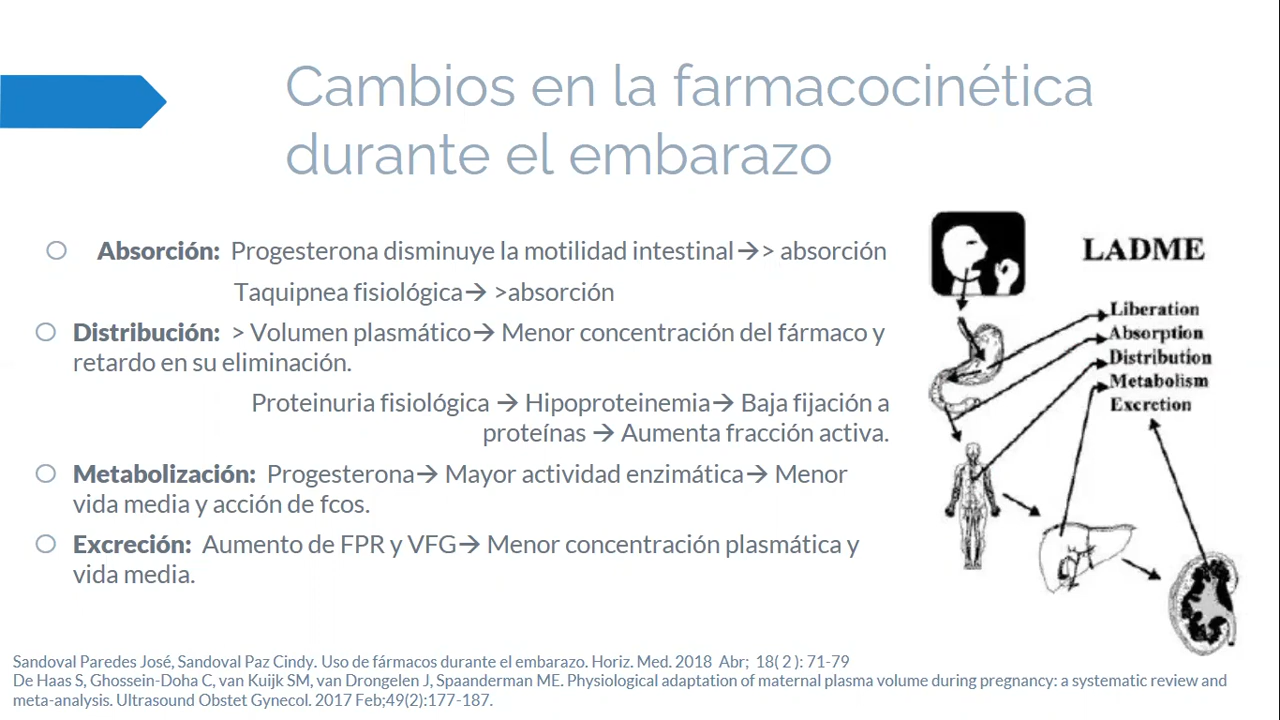 Cambios en la farmacocinética
durante el embarazo
Absorción: Progesterona disminuye la motilidad intestinal→> absorción
Taquipnea fisiológica→ >absorción
Distribución: > Volumen plasmático→ Menor concentración del fármaco y
retardo en su eliminación.
Proteinuria fisiológica → Hipoproteinemia→ Baja fijación a
proteínas → Aumenta fracción activa.
Metabolización: Progesterona→ Mayor actividad enzimática→ Menor
vida media y acción de fcos.
Excreción: Aumento de FPR y VFG→ Menor concentración plasmática y
vida media.
LADME
Liberation
Absorption
Distribution
Metabolism
Excretion
Sandoval Paredes José, Sandoval Paz Cindy. Uso de fármacos durante el embarazo. Horiz. Med. 2018 Abr; 18( 2 ): 71-79
De Haas S, Ghossein-Doha C, van Kuijk SM, van Drongelen J, Spaanderman ME. Physiological adaptation of maternal plasma volume during pregnancy: a systematic review and
meta-analysis. Ultrasound Obstet Gynecol. 2017 Feb;49(2):177-187.